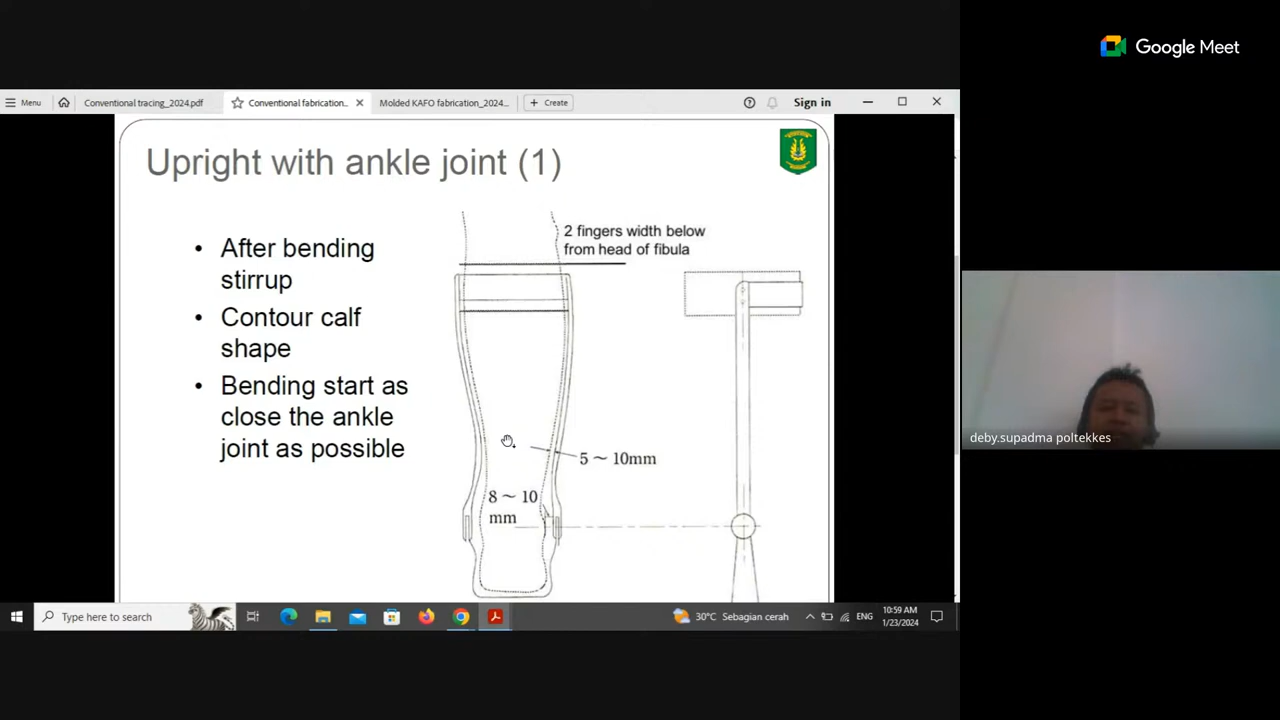 Google Meet
Menu
Conventional tracing_2024.pdf
Conventional fabrication...
Molded KAFO fabrication_2024...
+ Create
Sign in
Upright with ankle joint (1)
• After bending
stirrup
• Contour calf
shape
• Bending start as
close the ankle
joint as possible
2 fingers width below
from head of fibula
5 ~ 10mm
8 ~ 10
mm
deby.supadma poltekkes
Type here to search
30°C Sebagian cerah
ENG
10:59 AM
1/23/2024